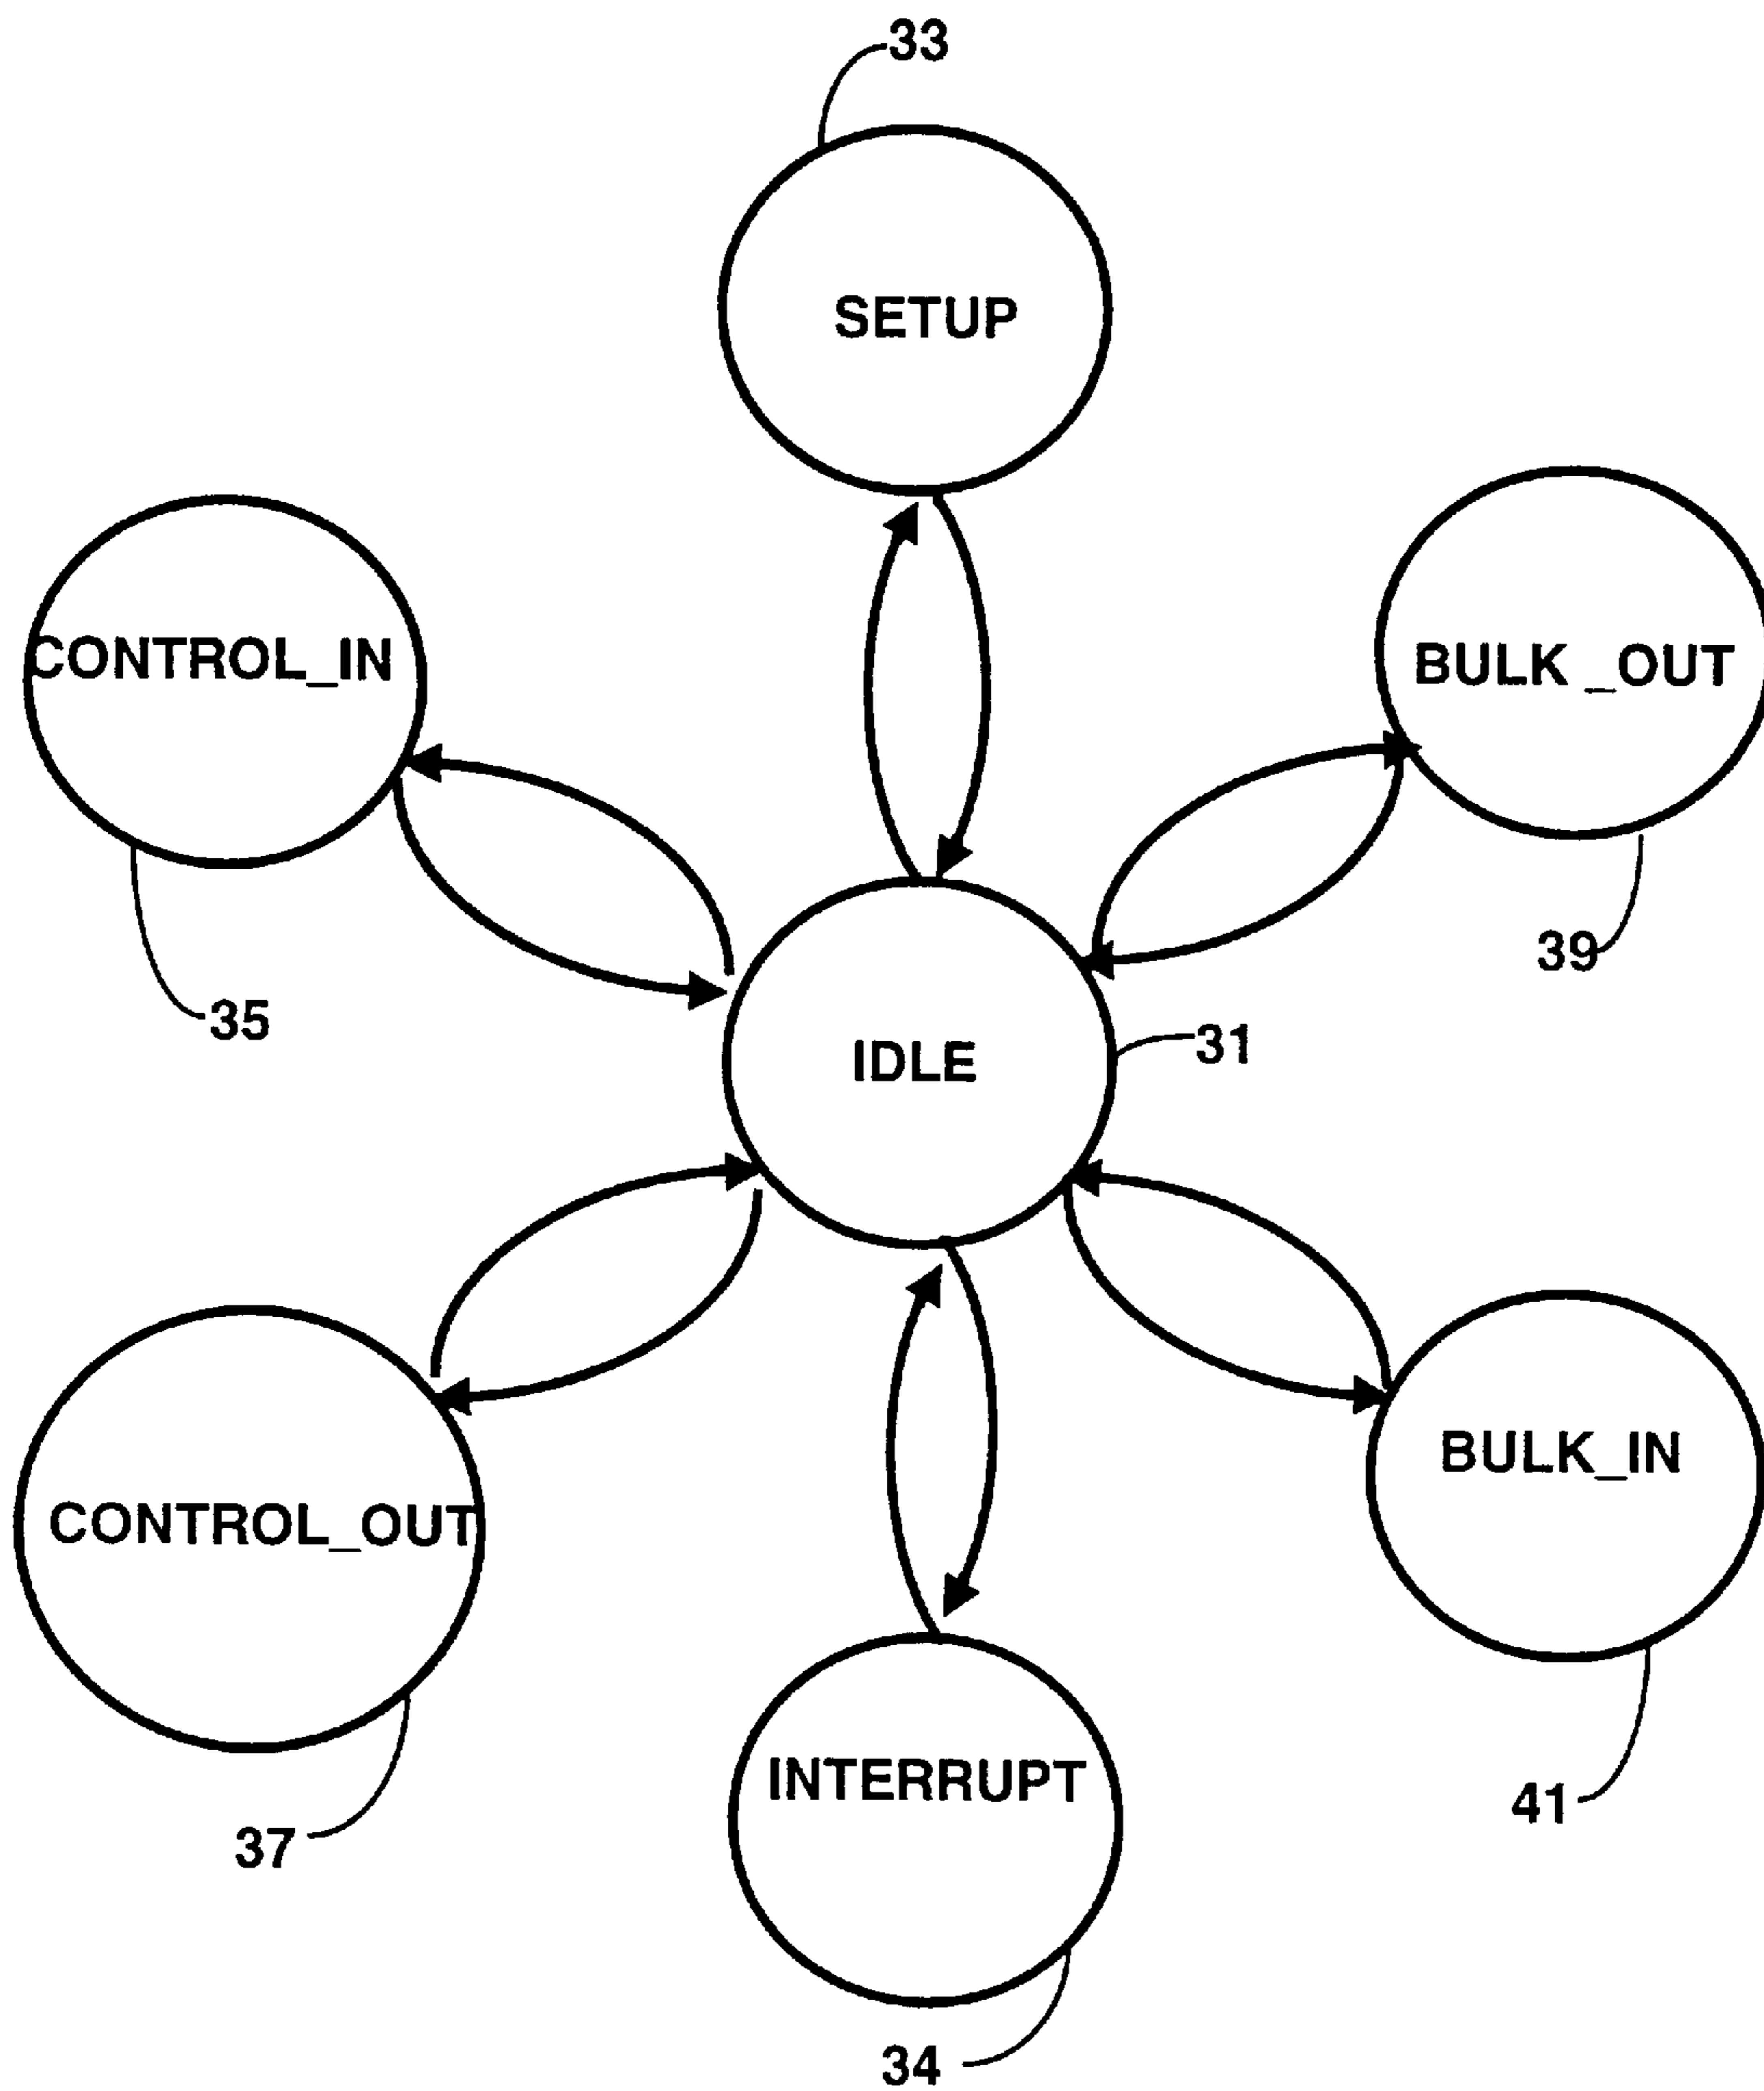 33
SETUP
CONTROL_IN
BULK _OUT
39
35
31
IDLE
BULK_IN
CONTROL_OUT
INTERRUPT
41
37
34